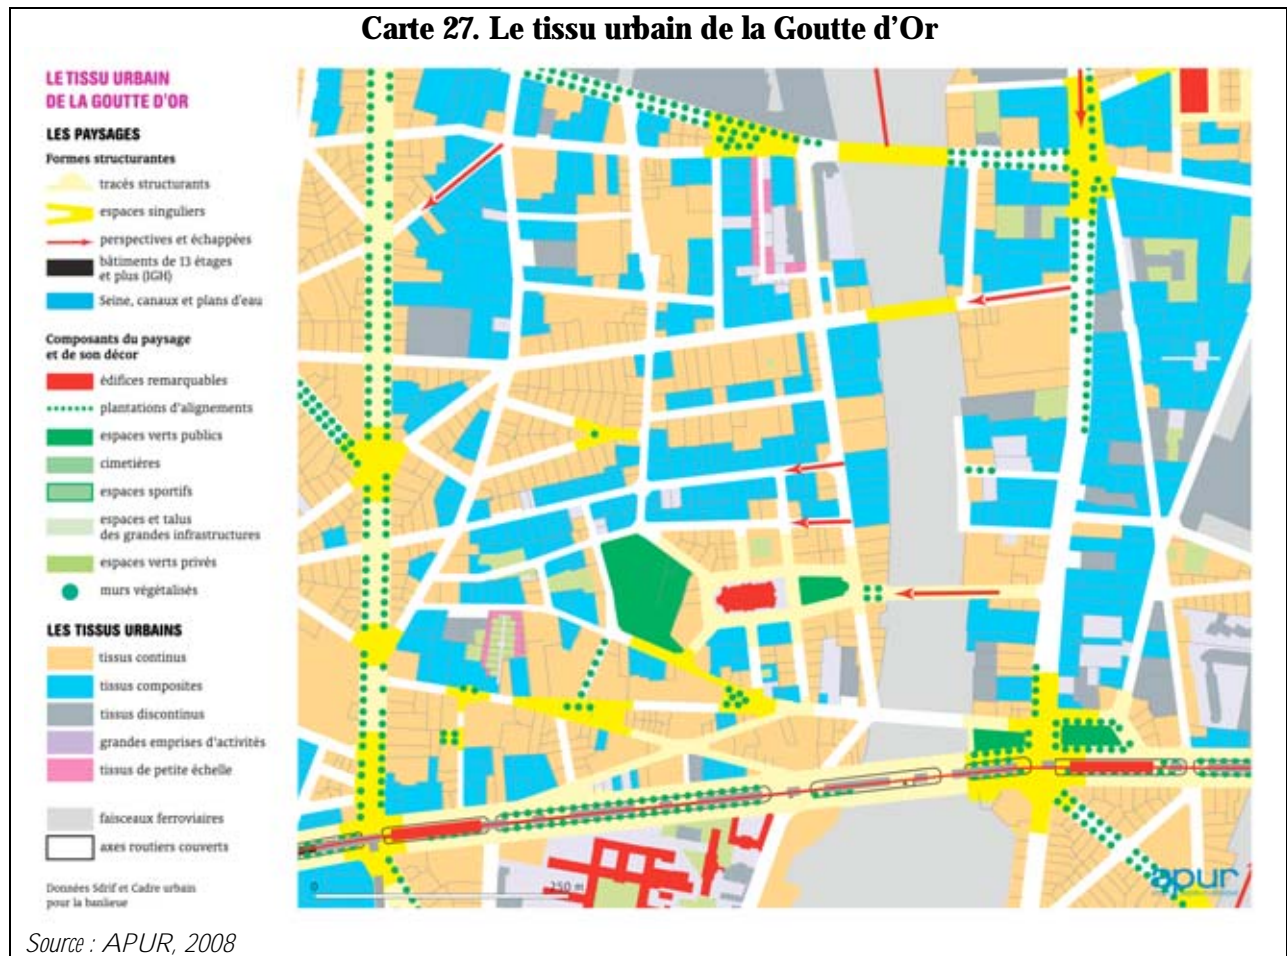 Carte 27. Le tissu urbain de la Goutte d'Or
LE TISSU URBAIN
DE LA GOUTTE D'OR
LES PAYSAGES
Formes structurantes
tracés structurants
espaces singuliers
perspectives et échappées
bâtiments de 13 étages
et plus (IGH)
Seine, canaux et plans d'eau
Composants du paysage
et de son décor
édifices remarquables
plantations d'alignements
espaces verts publics
cimetières
espaces sportifs
espaces et talus
des grandes infrastructures
espaces verts privés
murs végétalisés
LES TISSUS URBAINS
tissus continus
tissus composites
tissus discontinus
grandes emprises d'activités
tissus de petite échelle
faisceaux ferroviaires
axes routiers couverts
Données Sdrif et Cadre urbain
pour la banlieue
0
250 m
apur
Source : APUR, 2008